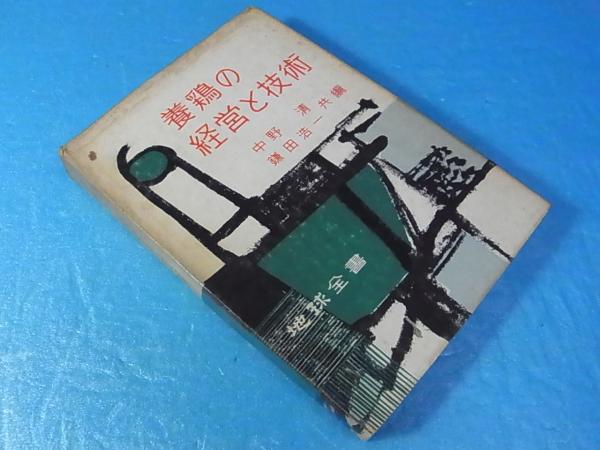 養鶏の
経営と技術
中野 清
鎌田浩一
共編
地球全書